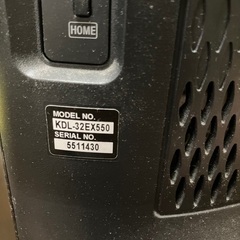 HOME
MODEL NO.
KDL-32EX550
SERIAL NO.
5511430